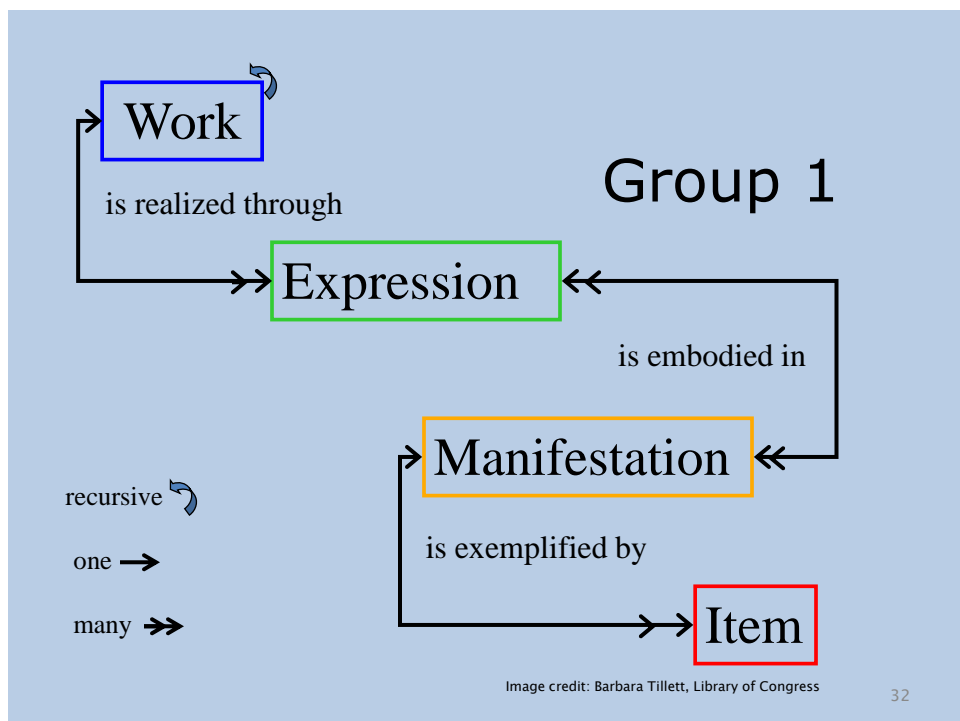 Work
Group 1
is realized through
Expression
is embodied in
Manifestation
recursive
is exemplified by
one
many
Item
Image credit: Barbara Tillett, Library of Congress
32